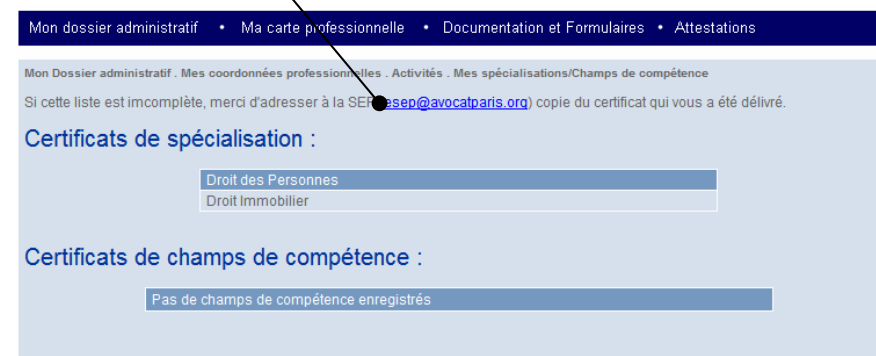 Mon dossier administratif • Ma carte professionnelle • Documentation et Formulaires • Attestations
Mon Dossier administratif . Mes coordonnées professionnelles . Activités . Mes spécialisations/Champs de compétence
Si cette liste est imcomplète, merci d'adresser à la SEP esep@avocatparis.org) copie du certificat qui vous a été délivré.
Certificats de spécialisation :
Droit des Personnes
Droit Immobilier
Certificats de champs de compétence :
Pas de champs de compétence enregistrés